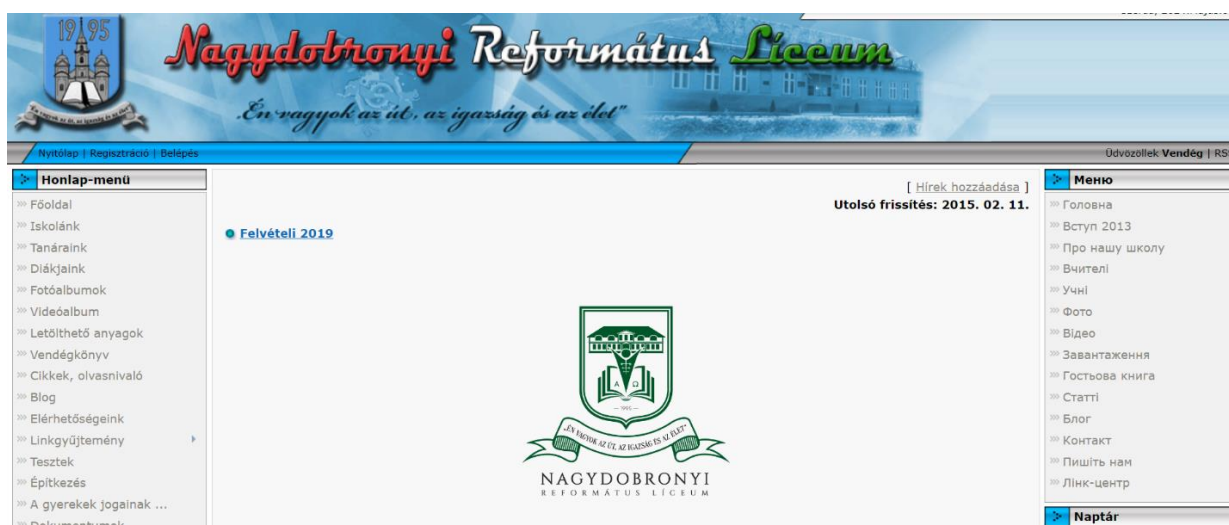 1995
Nagydobronyi Református Líceum
„Én vagyok az út, az igazság és az élet”
Nyitólap | Regisztráció | Belépés
Üdvözöllek Vendég | RS
Honlap-menü
Főoldal
Iskolánk
Tanáraink
Diákjaink
Fotóalbumok
Videóalbum
Letölthető anyagok
Vendégkönyv
Cikkek, olvasnivaló
Blog
Elérhetőségeink
Linkgyűjtemény
Tesztek
Építkezés
A gyerekek jogainak ...
Dokumentumok
[ Hírek hozzáadása ]
Utolsó frissítés: 2015. 02. 11.
Felvételi 2019
Α Ω
– 1995 –
„ÉN VAGYOK AZ ÚT, AZ IGAZSÁG ÉS AZ ÉLET”
NAGYDOBRONYI
REFORMÁTUS LÍCEUM
Меню
Головна
Вступ 2013
Про нашу школу
Вчителі
Учні
Фото
Відео
Завантаження
Гостьова книга
Статті
Блог
Контакт
Пишіть нам
Лінк-центр
Naptár